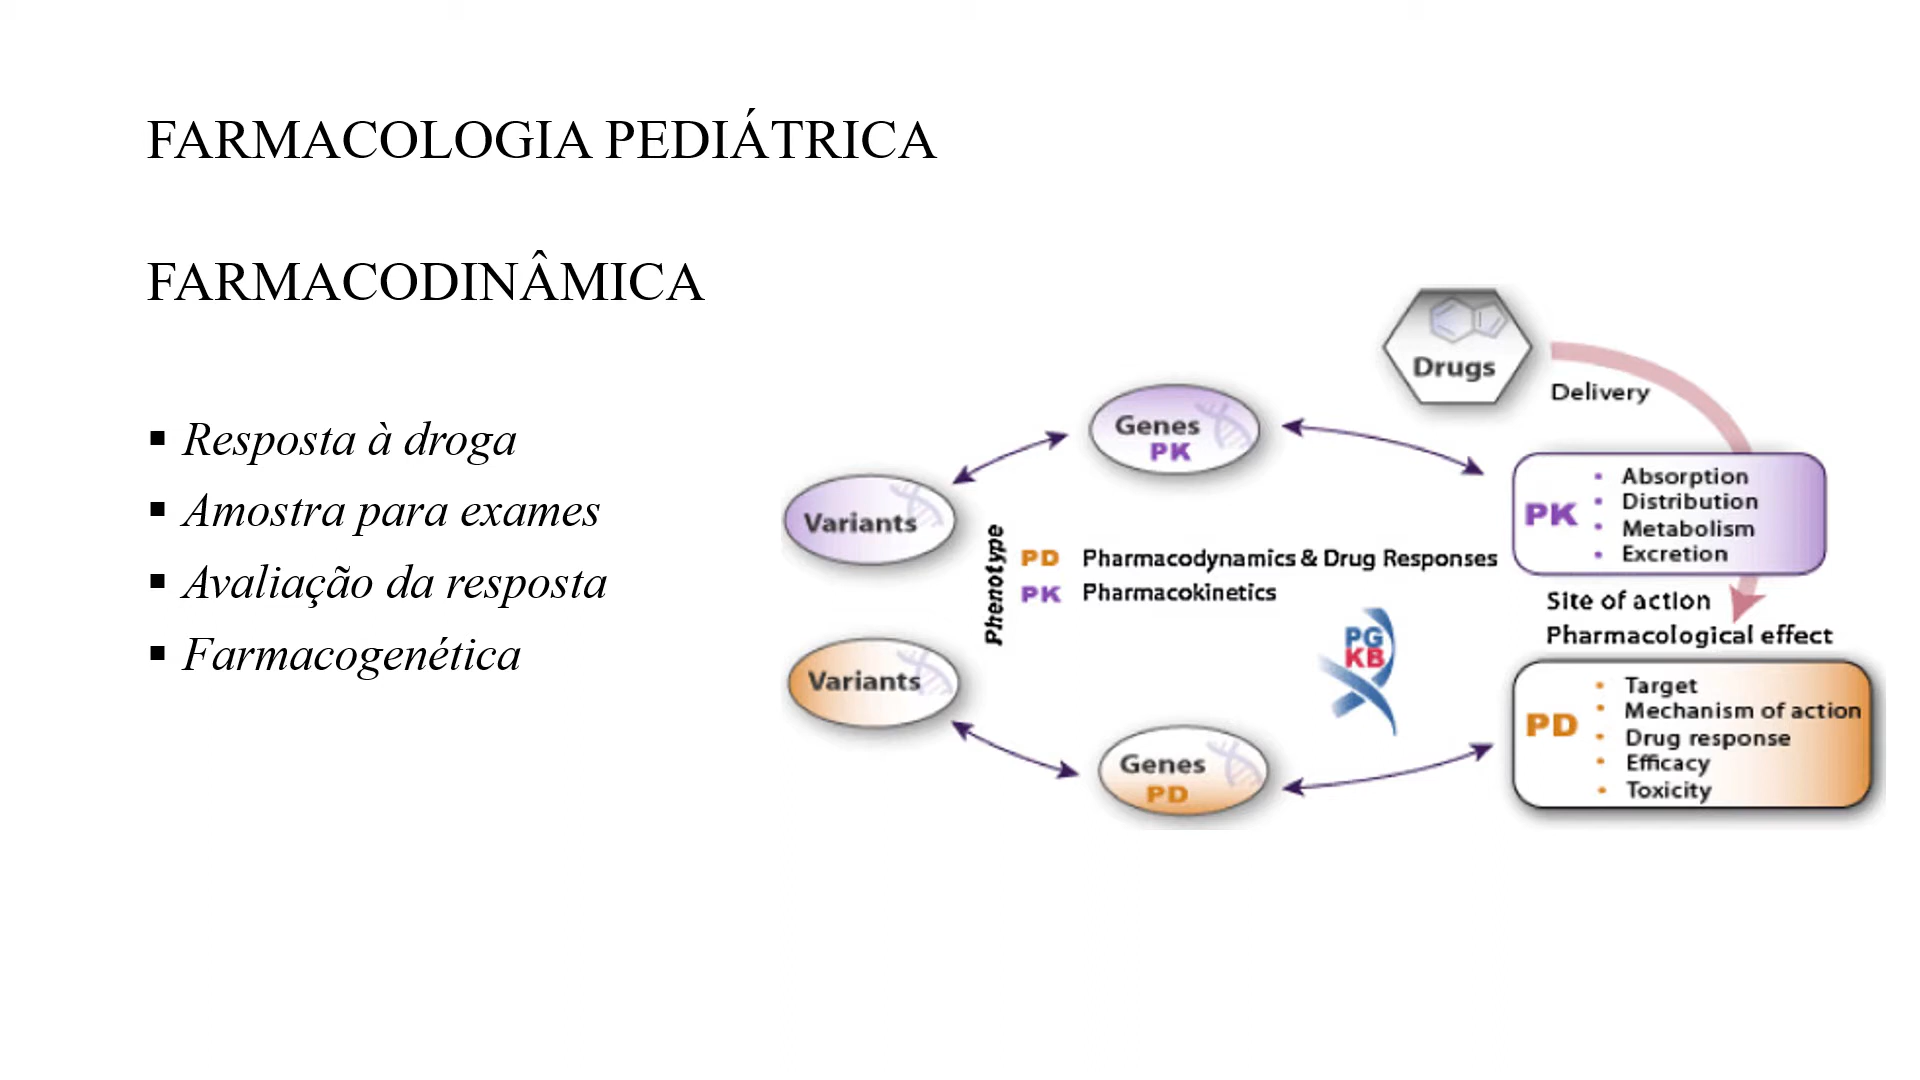 FARMACOLOGIA PEDIÁTRICA
FARMACODINÂMICA
▪ Resposta à droga
▪ Amostra para exames
▪ Avaliação da resposta
▪ Farmacogenética
Drugs
Delivery
Genes
PK
Variants
PK
• Absorption
• Distribution
• Metabolism
• Excretion
Phenotype
PD Pharmacodynamics & Drug Responses
PK Pharmacokinetics
Site of action
Pharmacological effect
PG
KB
Variants
Genes
PD
PD
• Target
• Mechanism of action
• Drug response
• Efficacy
• Toxicity